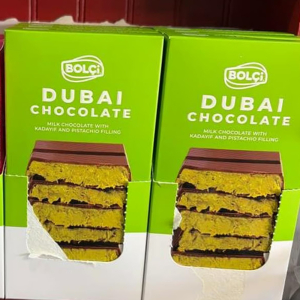 BOLÇi
DUBAI
CHOCOLATE
MILK CHOCOLATE WITH
KADAYIF AND PISTACHIO FILLING
BOLÇi
DUBAI
CHOCOLATE
MILK CHOCOLATE WITH
KADAYIF AND PISTACHIO FILLING